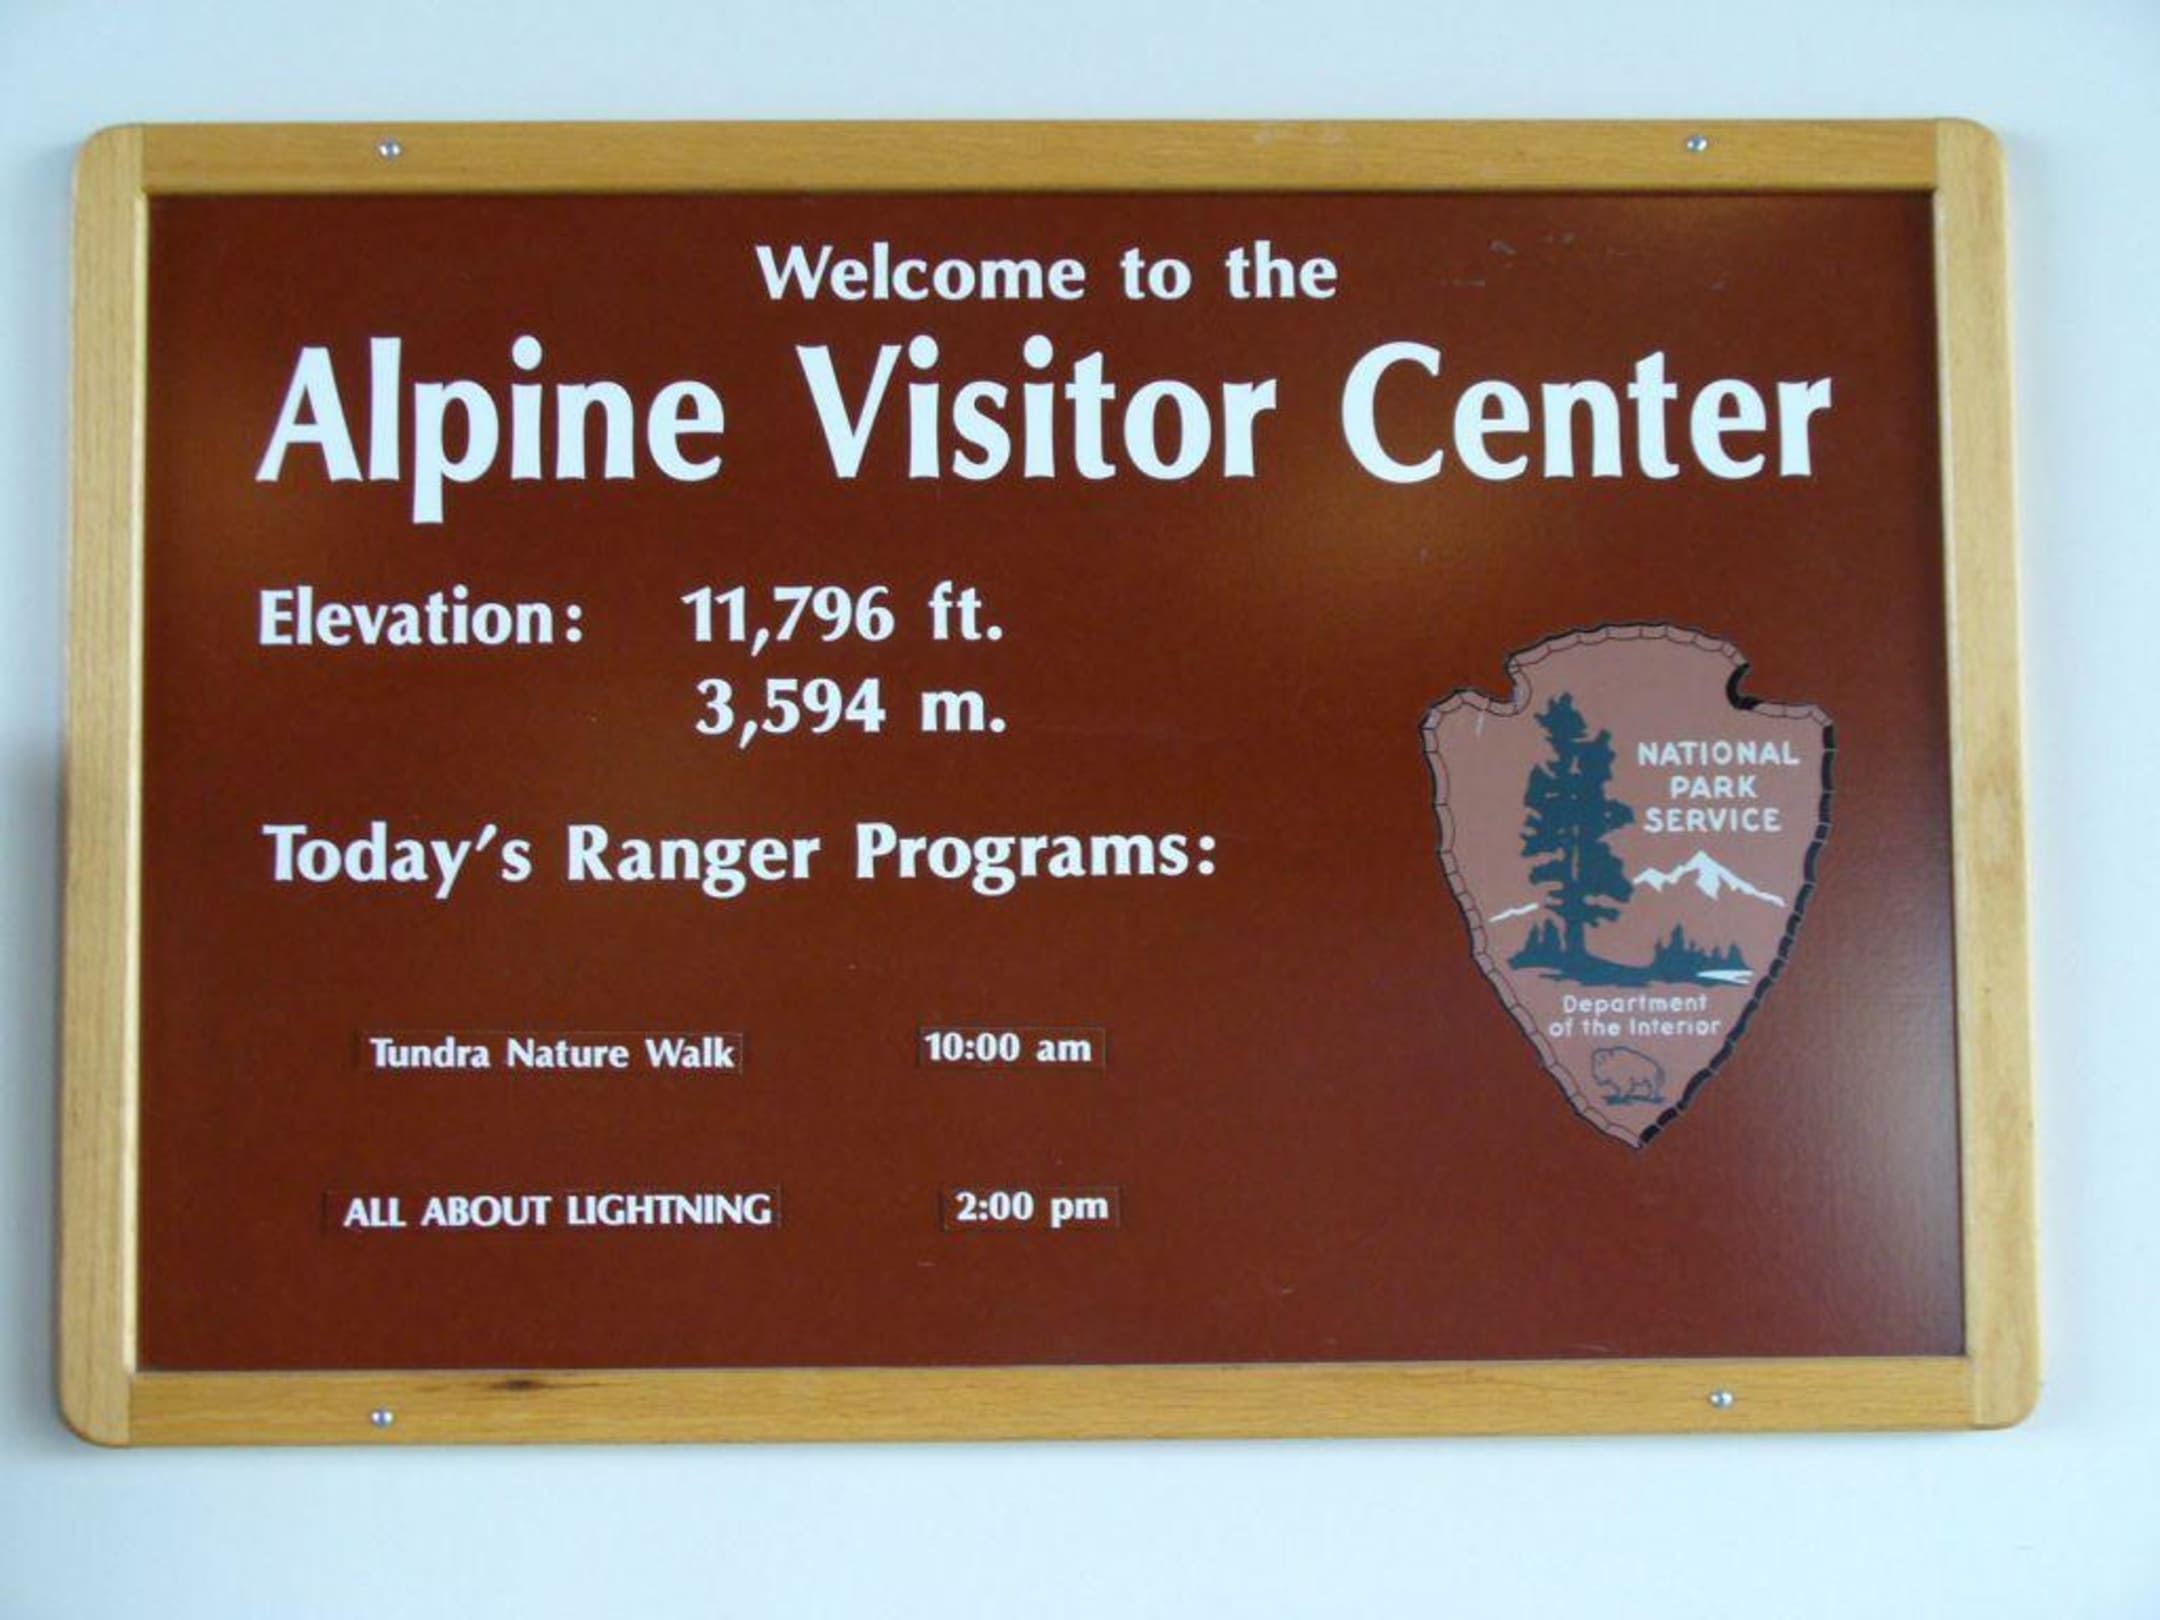 Welcome to the
Alpine Visitor Center
Elevation: 11,796 ft.
3,594 m.
Today's Ranger Programs:
Tundra Nature Walk 10:00 am
ALL ABOUT LIGHTNING 2:00 pm
NATIONAL
PARK
SERVICE
Department
of the Interior